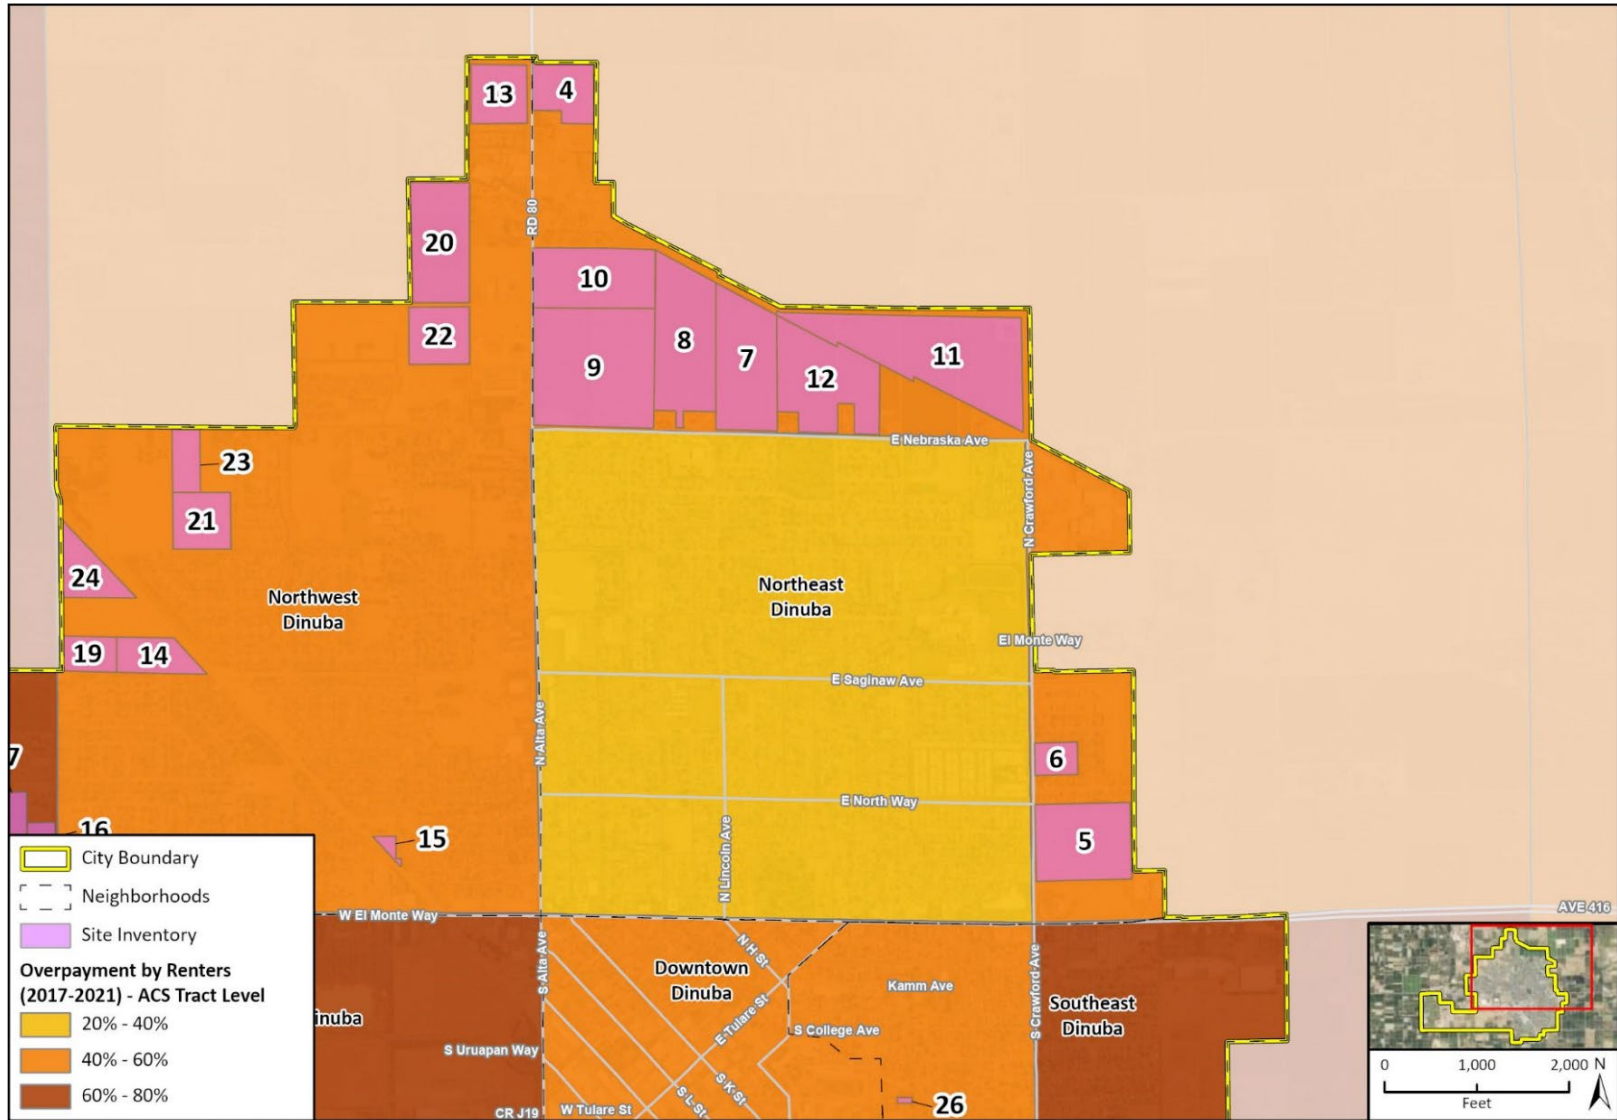 13
4
RD 80
20
10
22
8
9
7
11
12
E Nebraska Ave
23
21
N Crawford Ave
24
Northwest
Dinuba
Northeast
Dinuba
El Monte Way
19
14
E Saginaw Ave
N Alta Ave
6
7
E North Way
16
15
5
N Lincoln Ave
W El Monte Way
AVE 416
S Alta Ave
N H St
Downtown
Dinuba
Kamm Ave
E Tulare St
S Crawford Ave
Southeast
Dinuba
inuba
S College Ave
S Uruapan Way
S K St
S L St
W Tulare St
CR J19
26
City Boundary
Neighborhoods
Site Inventory
Overpayment by Renters
(2017-2021) - ACS Tract Level
20% - 40%
40% - 60%
60% - 80%
0 1,000 2,000 N
Feet